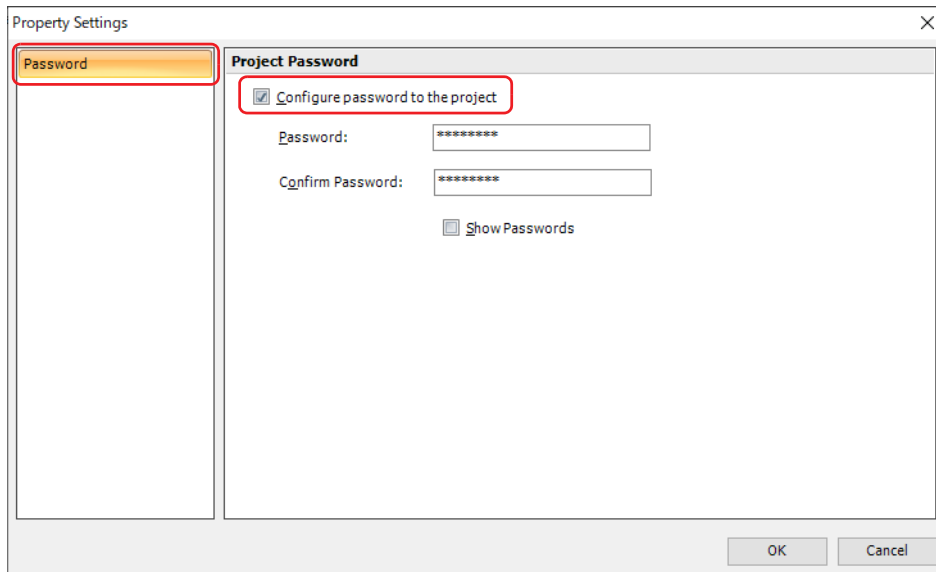 Property Settings
Password
Project Password
Configure password to the project
Password: ********
Confirm Password: ********
Show Passwords
OK Cancel